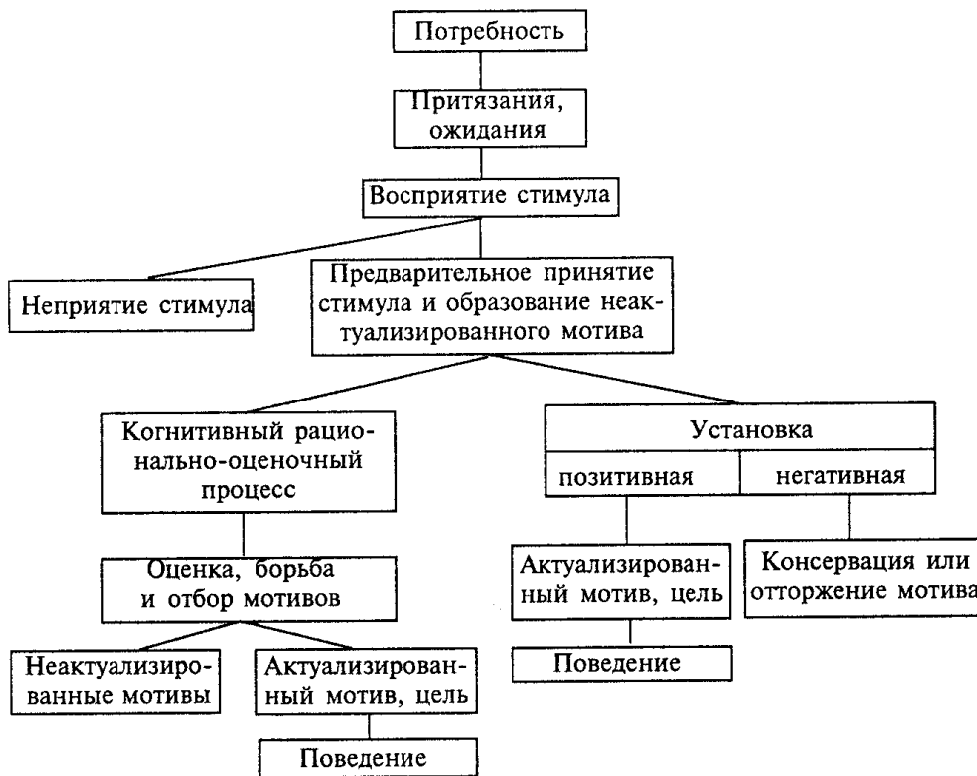 Потребность
Притязания,
ожидания
Восприятие стимула
Неприятие стимула
Предварительное принятие
стимула и образование неак-
туализированного мотива
Когнитивный рацио-
нально-оценочный
процесс
Установка
позитивная
негативная
Оценка, борьба
и отбор мотивов
Актуализирован-
ный мотив, цель
Консервация или
отторжение мотива
Неактуализиро-
ванные мотивы
Актуализирован-
ный мотив, цель
Поведение
Поведение